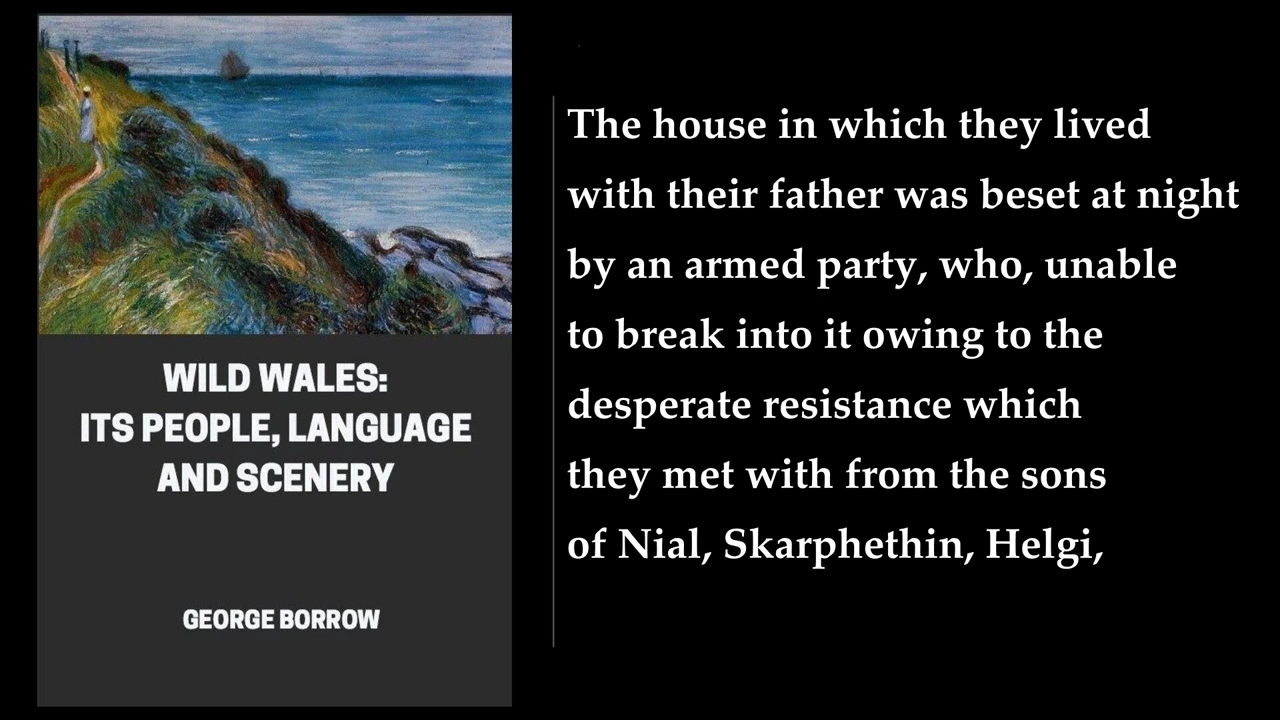 WILD WALES:
ITS PEOPLE, LANGUAGE
AND SCENERY
GEORGE BORROW
The house in which they lived
with their father was beset at night
by an armed party, who, unable
to break into it owing to the
desperate resistance which
they met with from the sons
of Nial, Skarphethin, Helgi,